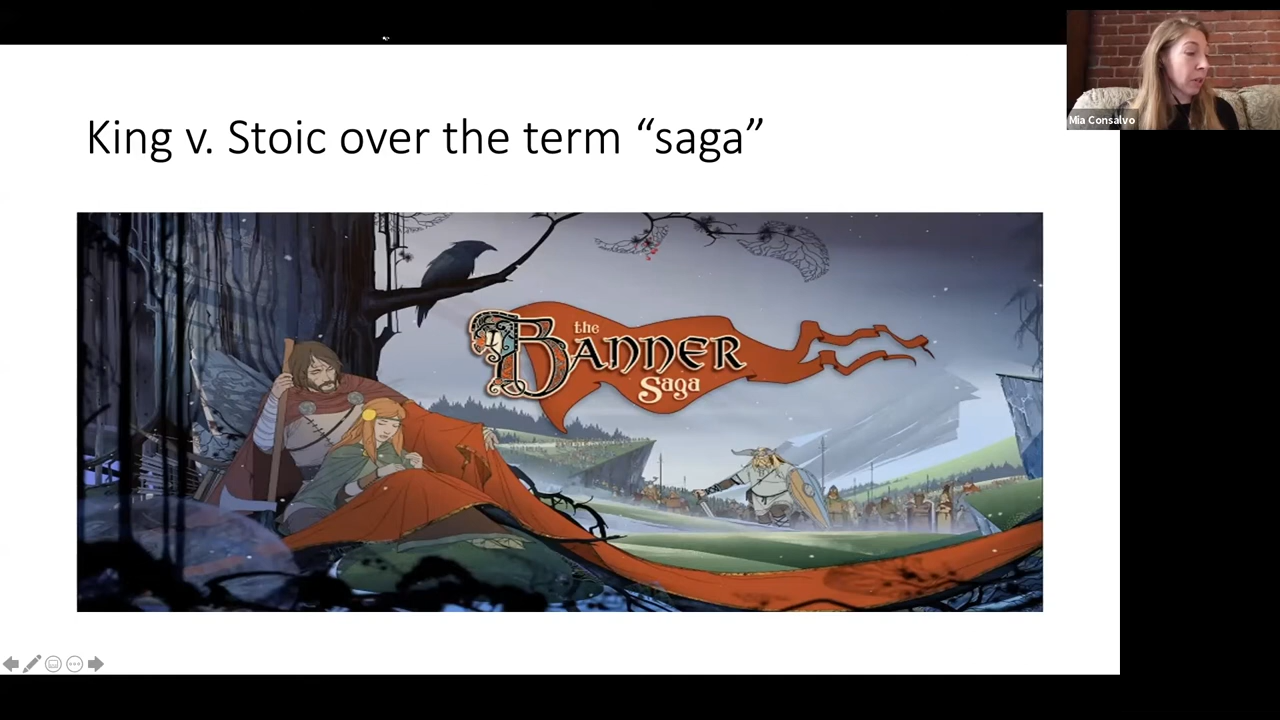 King v. Stoic over the term “saga”
Mia Consalvo
the
BANNER
Saga